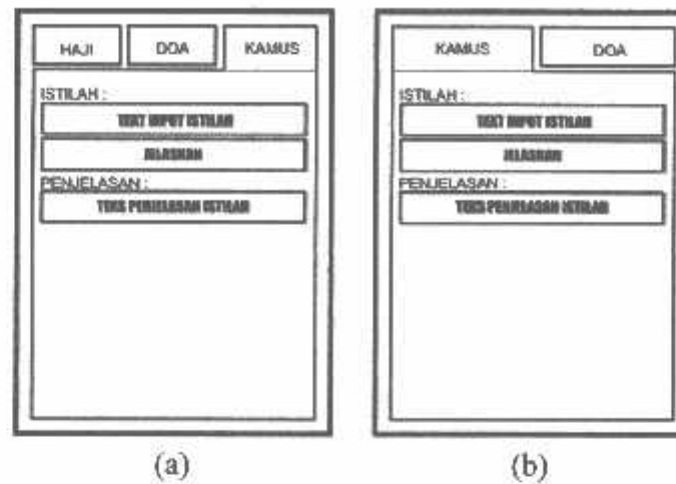 HAJI DOA KAMUS
ISTILAH :
TEXT INPUT ISTILAH
JELASKAN
PENJELASAN :
TEKS PENJELASAN ISTILAH
(a)
KAMUS DOA
ISTILAH :
TEXT INPUT ISTILAH
JELASKAN
PENJELASAN :
TEKS PENJELASAN ISTILAH
(b)